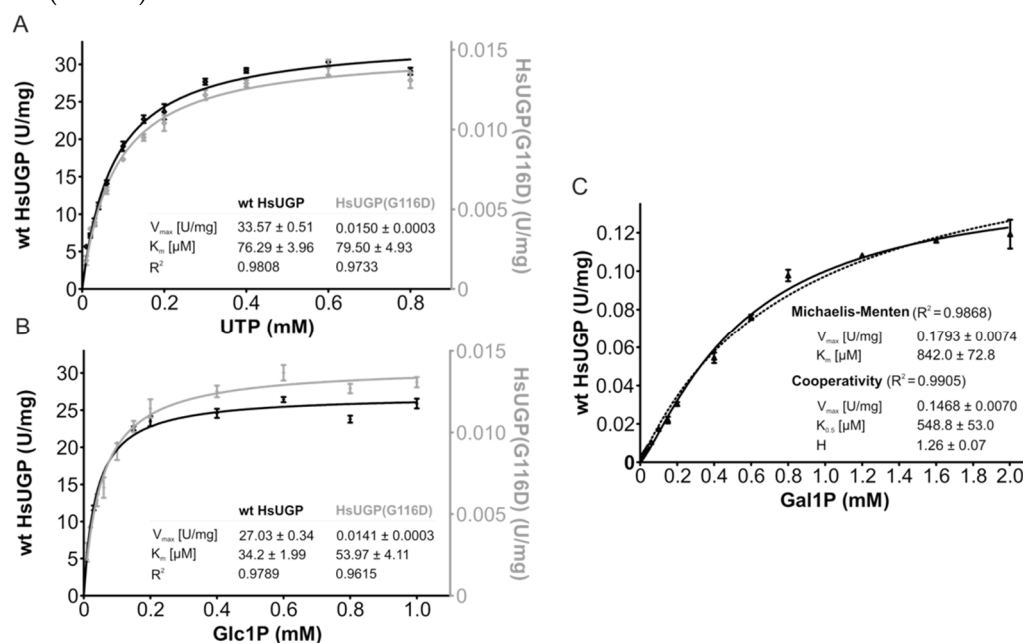 A
wt HsUGP (U/mg)
30
25
20
15
10
5
0
0.015
0.010
0.005
0
HsUGP(G116D) (U/mg)
wt HsUGP HsUGP(G116D)
Vmax [U/mg] 33.57 ± 0.51 0.0150 ± 0.0003
Km [µM] 76.29 ± 3.96 79.50 ± 4.93
R² 0.9808 0.9733
0 0.2 0.4 0.6 0.8
UTP (mM)
B
wt HsUGP (U/mg)
30
25
20
15
10
5
0
0.015
0.010
0.005
0
HsUGP(G116D) (U/mg)
wt HsUGP HsUGP(G116D)
Vmax [U/mg] 27.03 ± 0.34 0.0141 ± 0.0003
Km [µM] 34.2 ± 1.99 53.97 ± 4.11
R² 0.9789 0.9615
0 0.2 0.4 0.6 0.8 1.0
Glc1P (mM)
C
wt HsUGP (U/mg)
0.12
0.10
0.08
0.06
0.04
0.02
0
Michaelis-Menten (R²=0.9868)
Vmax [U/mg] 0.1793 ± 0.0074
Km [µM] 842.0 ± 72.8
Cooperativity (R²=0.9905)
Vmax [U/mg] 0.1468 ± 0.0070
K0.5 [µM] 548.8 ± 53.0
H 1.26 ± 0.07
0 0.2 0.4 0.6 0.8 1.0 1.2 1.4 1.6 1.8 2.0
Gal1P (mM)